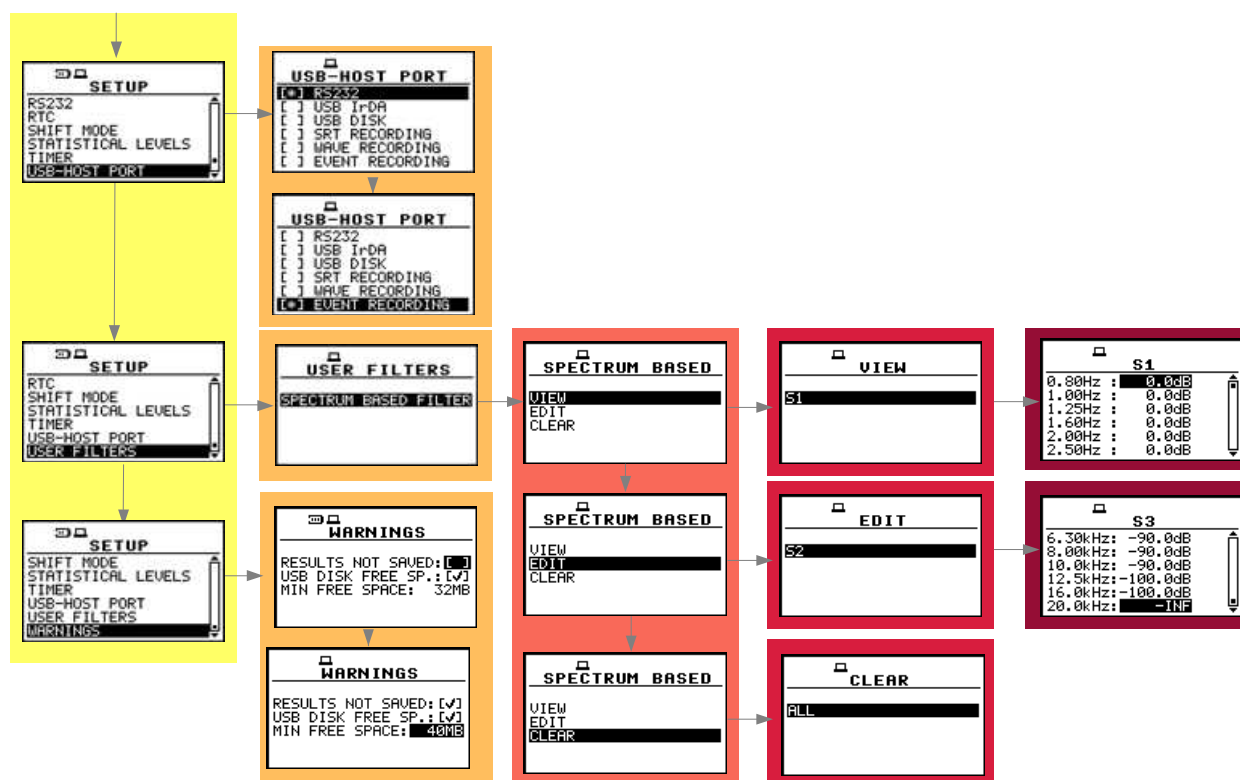 SETUP
RS232
RTC
SHIFT MODE
STATISTICAL LEVELS
TIMER
USB-HOST PORT
USB-HOST PORT
[●] RS232
[ ] USB IrDA
[ ] USB DISK
[ ] SRT RECORDING
[ ] WAVE RECORDING
[ ] EVENT RECORDING
USB-HOST PORT
[ ] RS232
[ ] USB IrDA
[ ] USB DISK
[ ] SRT RECORDING
[ ] WAVE RECORDING
[●] EVENT RECORDING
SETUP
RTC
SHIFT MODE
STATISTICAL LEVELS
TIMER
USB-HOST PORT
USER FILTERS
USER FILTERS
SPECTRUM BASED FILTER
SPECTRUM BASED
VIEW
EDIT
CLEAR
VIEW
S1
S1
0.80Hz : 0.0dB
1.00Hz : 0.0dB
1.25Hz : 0.0dB
1.60Hz : 0.0dB
2.00Hz : 0.0dB
2.50Hz : 0.0dB
SETUP
SHIFT MODE
STATISTICAL LEVELS
TIMER
USB-HOST PORT
USER FILTERS
WARNINGS
WARNINGS
RESULTS NOT SAVED:[ ]
USB DISK FREE SP.:[√]
MIN FREE SPACE: 32MB
WARNINGS
RESULTS NOT SAVED:[√]
USB DISK FREE SP.:[√]
MIN FREE SPACE: 40MB
SPECTRUM BASED
VIEW
EDIT
CLEAR
EDIT
S2
S3
6.30kHz: -90.0dB
8.00kHz: -90.0dB
10.0kHz: -90.0dB
12.5kHz:-100.0dB
16.0kHz:-100.0dB
20.0kHz: -INF
SPECTRUM BASED
VIEW
EDIT
CLEAR
CLEAR
ALL